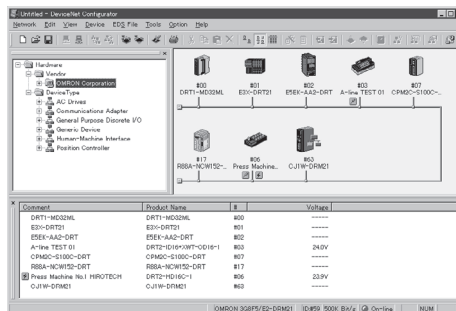 Untitled - DeviceNet Configurator
Network Edit View Device EDS File Tools Option Help
Hardware
Vendor
OMRON Corporation
DeviceType
AC Drives
Communications Adapter
General Purpose Discrete I/O
Generic Device
Human-Machine Interface
Position Controller
#00
DRT1-MD32ML
#01
E3X-DRT21
#02
E5EK-AA2-DRT
#03
A-line TEST 01
#07
CPM2C-S100C-...
#17
R88A-NCW152-...
#06
Press Machine...
#63
CJ1W-DRM21
Comment Product Name # Voltage
DRT1-MD32ML DRT1-MD32ML #00 -----
E3X-DRT21 E3X-DRT21 #01 -----
E5EK-AA2-DRT E5EK-AA2-DRT #02 -----
A-line TEST 01 DRT2-ID16+XWT-OD16-1 #03 24.0V
CPM2C-S100C-DRT CPM2C-S100C-DRT #07 -----
R88A-NCW152-DRT R88A-NCW152-DRT #17 -----
Press Machine No.1 HIROTECH DRT2-HD16C-1 #06 23.9V
CJ1W-DRM21 CJ1W-DRM21 #63 -----
OMRON 3G8F5/E2-DRM21 ID:#59 500K Bit/s On-line NUM